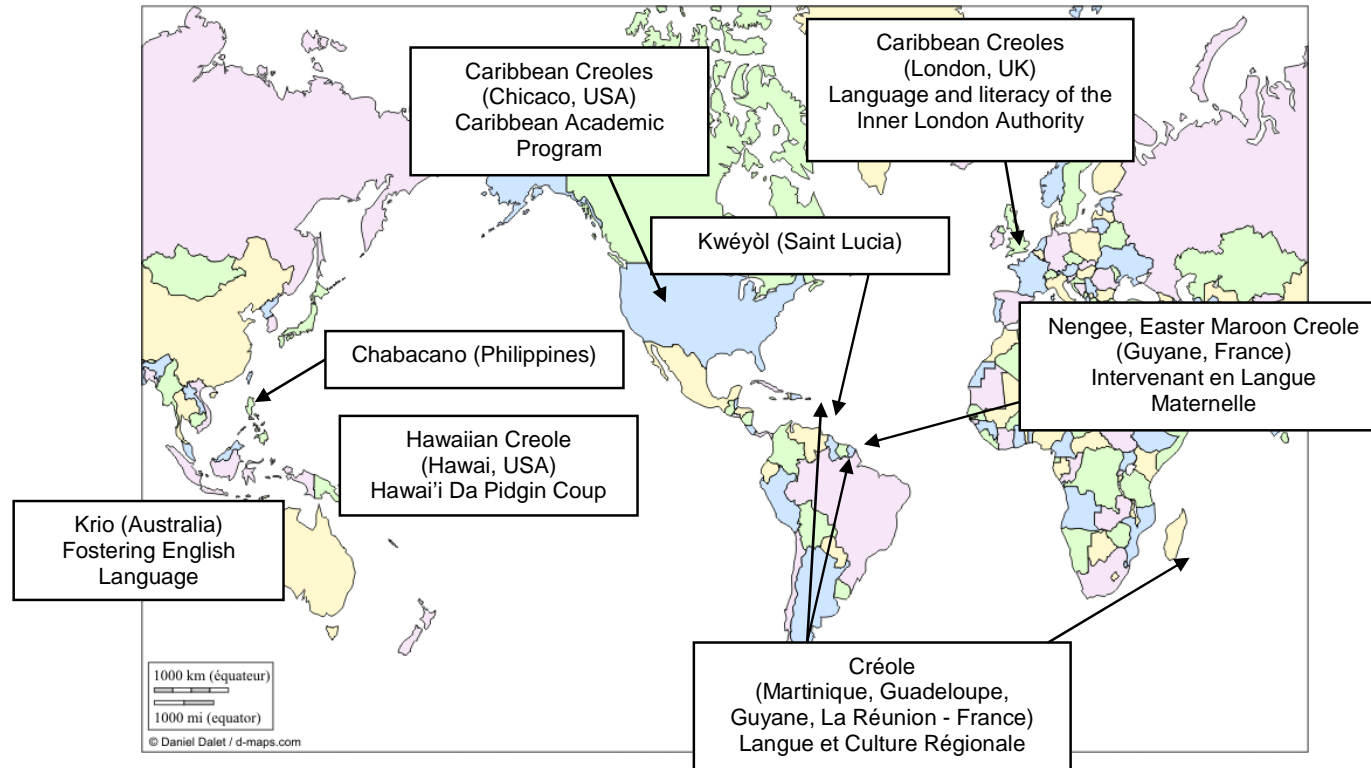 Caribbean Creoles
(Chicaco, USA)
Caribbean Academic
Program
Caribbean Creoles
(London, UK)
Language and literacy of the
Inner London Authority
Kwéyòl (Saint Lucia)
Nengee, Easter Maroon Creole
(Guyane, France)
Intervenant en Langue
Maternelle
Chabacano (Philippines)
Hawaiian Creole
(Hawai, USA)
Hawai’i Da Pidgin Coup
Krio (Australia)
Fostering English
Language
Créole
(Martinique, Guadeloupe,
Guyane, La Réunion - France)
Langue et Culture Régionale
1000 km (équateur)
1000 mi (equator)
© Daniel Dalet / d-maps.com